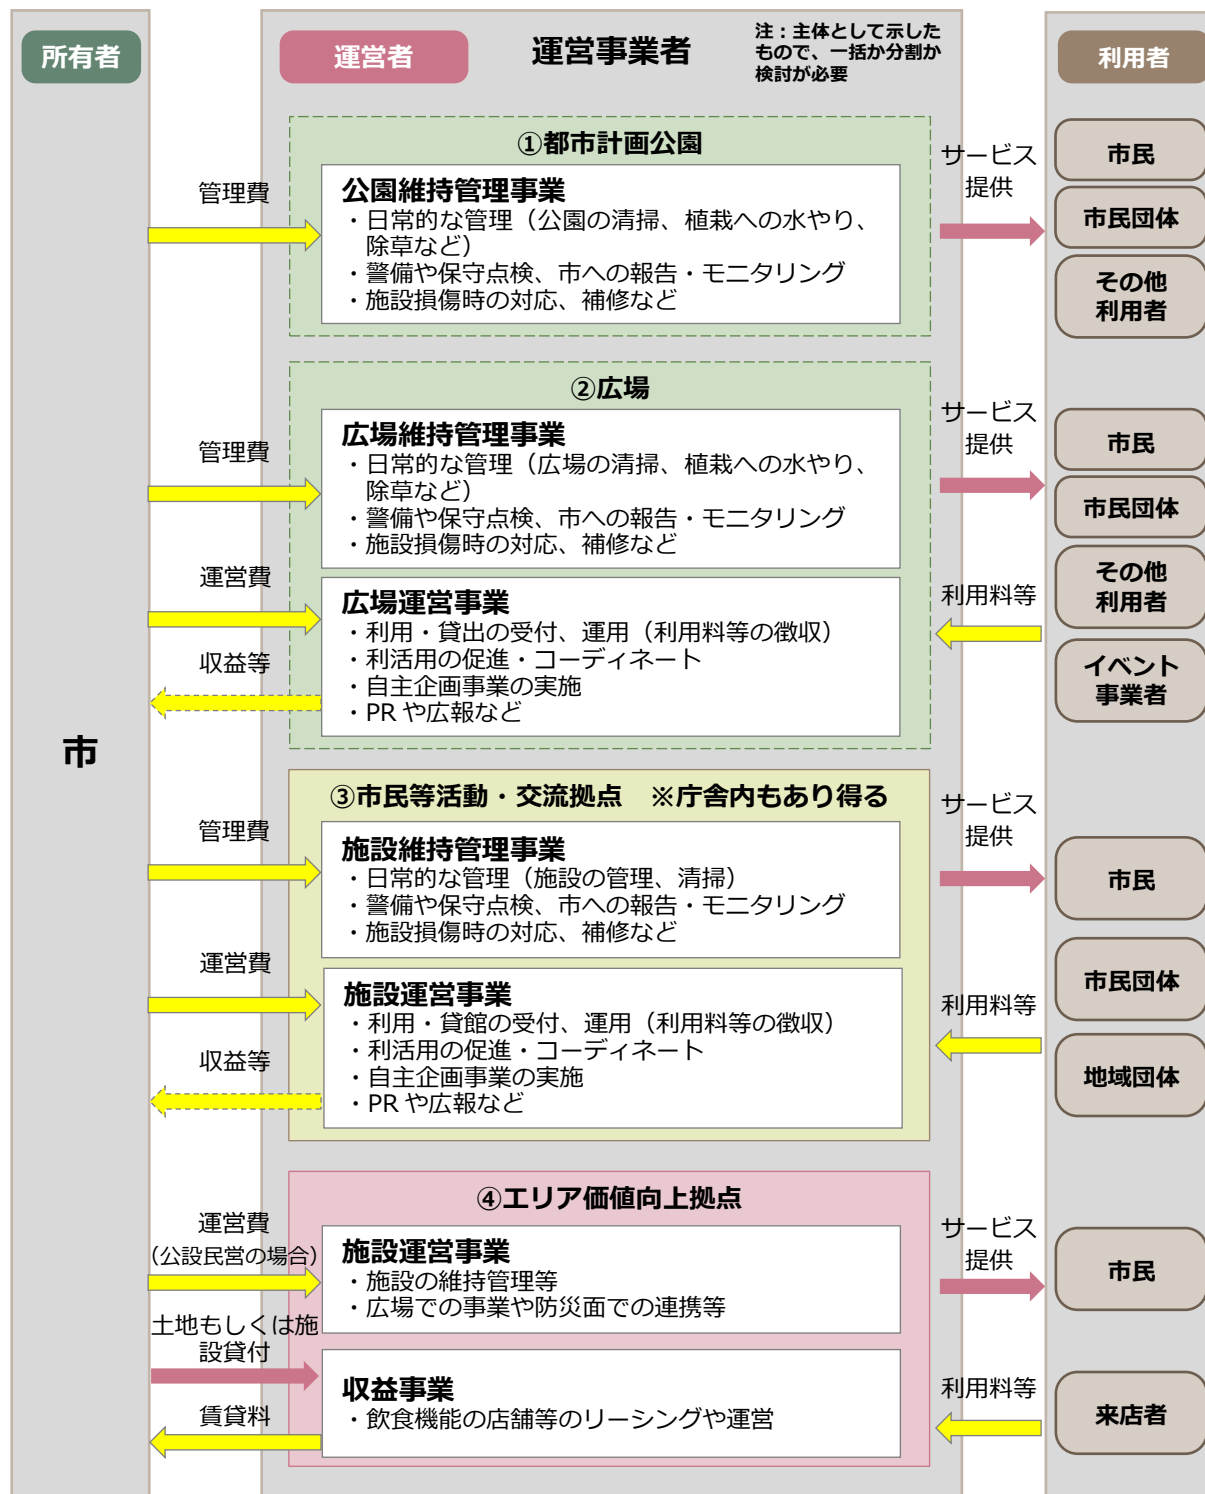 所有者
運営者
運営事業者
注：主体として示した
もので、一括か分割か
検討が必要
利用者
市
①都市計画公園
管理費
公園維持管理事業
・日常的な管理（公園の清掃、植栽への水やり、
除草など）
・警備や保守点検、市への報告・モニタリング
・施設損傷時の対応、補修など
サービス
提供
市民
市民団体
その他
利用者
②広場
管理費
広場維持管理事業
・日常的な管理（広場の清掃、植栽への水やり、
除草など）
・警備や保守点検、市への報告・モニタリング
・施設損傷時の対応、補修など
運営費
収益等
広場運営事業
・利用・貸出の受付、運用（利用料等の徴収）
・利活用の促進・コーディネート
・自主企画事業の実施
・PR や広報など
サービス
提供
利用料等
市民
市民団体
その他
利用者
イベント
事業者
③市民等活動・交流拠点　※庁舎内もあり得る
管理費
施設維持管理事業
・日常的な管理（施設の管理、清掃）
・警備や保守点検、市への報告・モニタリング
・施設損傷時の対応、補修など
運営費
収益等
施設運営事業
・利用・貸館の受付、運用（利用料等の徴収）
・利活用の促進・コーディネート
・自主企画事業の実施
・PR や広報など
サービス
提供
利用料等
市民
市民団体
地域団体
④エリア価値向上拠点
運営費
（公設民営の場合）
施設運営事業
・施設の維持管理等
・広場での事業や防災面での連携等
土地もしくは施
設貸付
賃貸料
収益事業
・飲食機能の店舗等のリーシングや運営
サービス
提供
利用料等
市民
来店者